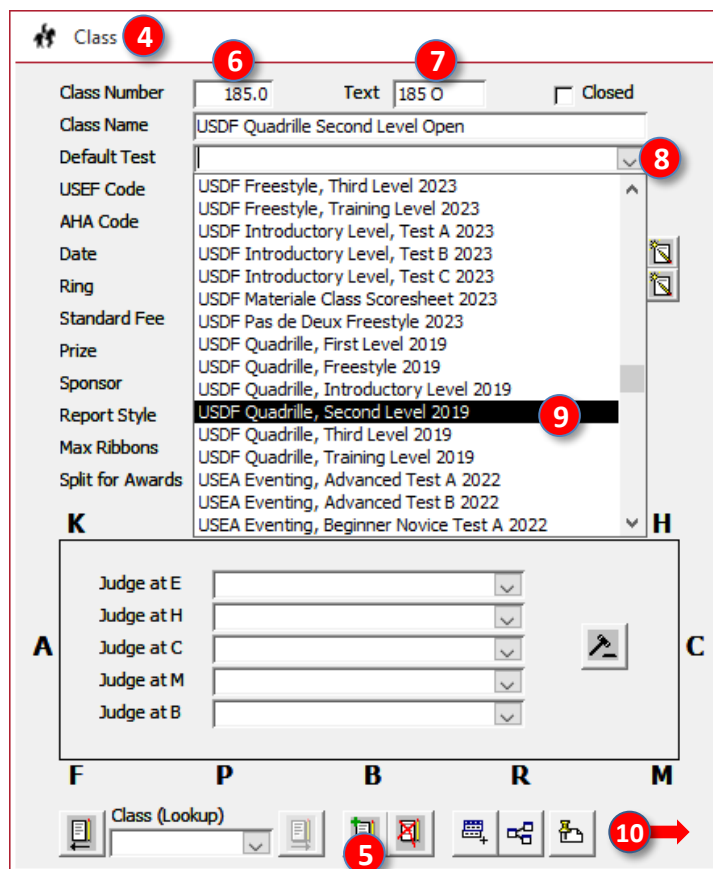 Class 4
6 7
Class Number 185.0 Text 185 O Closed
Class Name USDF Quadrille Second Level Open
Default Test 8
USEF Code USDF Freestyle, Third Level 2023
USDF Freestyle, Training Level 2023
AHA Code USDF Introductory Level, Test A 2023
Date USDF Introductory Level, Test B 2023
USDF Introductory Level, Test C 2023
Ring USDF Materiale Class Scoresheet 2023
Standard Fee USDF Pas de Deux Freestyle 2023
USDF Quadrille, First Level 2019
Prize USDF Quadrille, Freestyle 2019
Sponsor USDF Quadrille, Introductory Level 2019
Report Style USDF Quadrille, Second Level 2019 9
USDF Quadrille, Third Level 2019
Max Ribbons USDF Quadrille, Training Level 2019
Split for Awards USEA Eventing, Advanced Test A 2022
USEA Eventing, Advanced Test B 2022
K USEA Eventing, Beginner Novice Test A 2022 H
Judge at E
Judge at H
A Judge at C C
Judge at M
Judge at B
F P B R M
Class (Lookup)
5 10